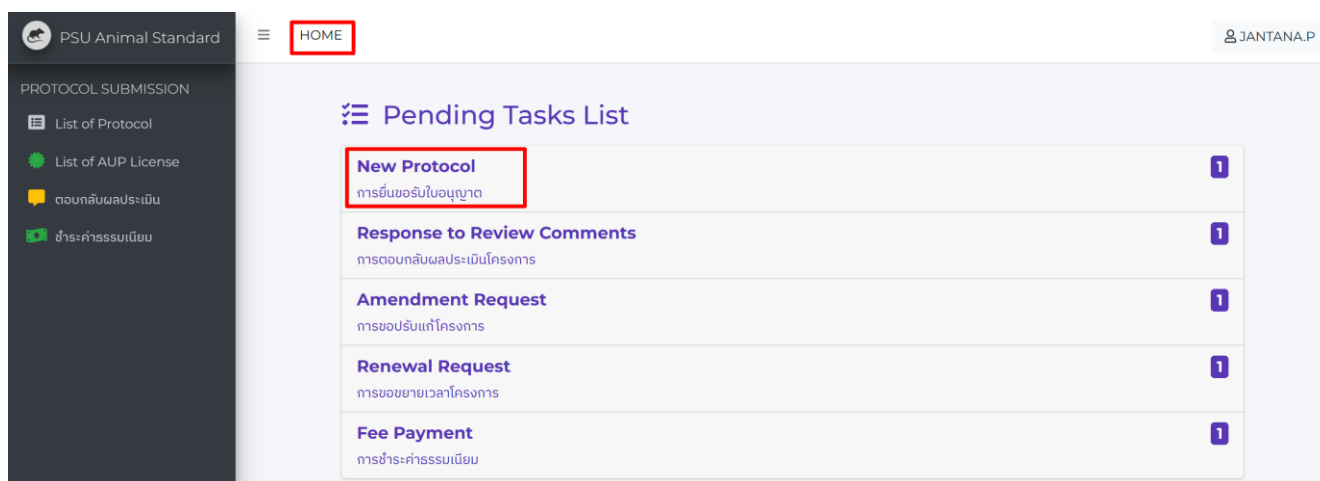 PSU Animal Standard
HOME
JANTANA.P
PROTOCOL SUBMISSION
List of Protocol
List of AUP License
ตอบกลับผลประเมิน
ชำระค่าธรรมเนียม
Pending Tasks List
New Protocol 1
การยื่นขอรับใบอนุญาต
Response to Review Comments 1
การตอบกลับผลประเมินโครงการ
Amendment Request 1
การขอปรับแก้โครงการ
Renewal Request 1
การขอขยายเวลาโครงการ
Fee Payment 1
การชำระค่าธรรมเนียม